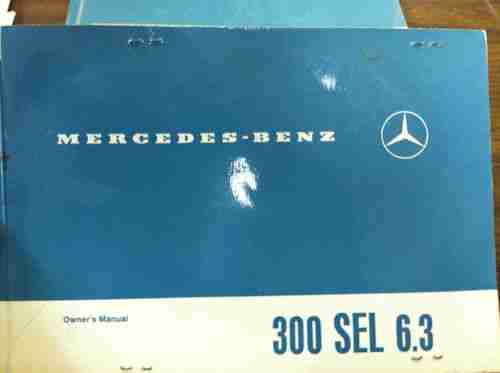 MERCEDES-BENZ
Owner's Manual
300 SEL 6.3